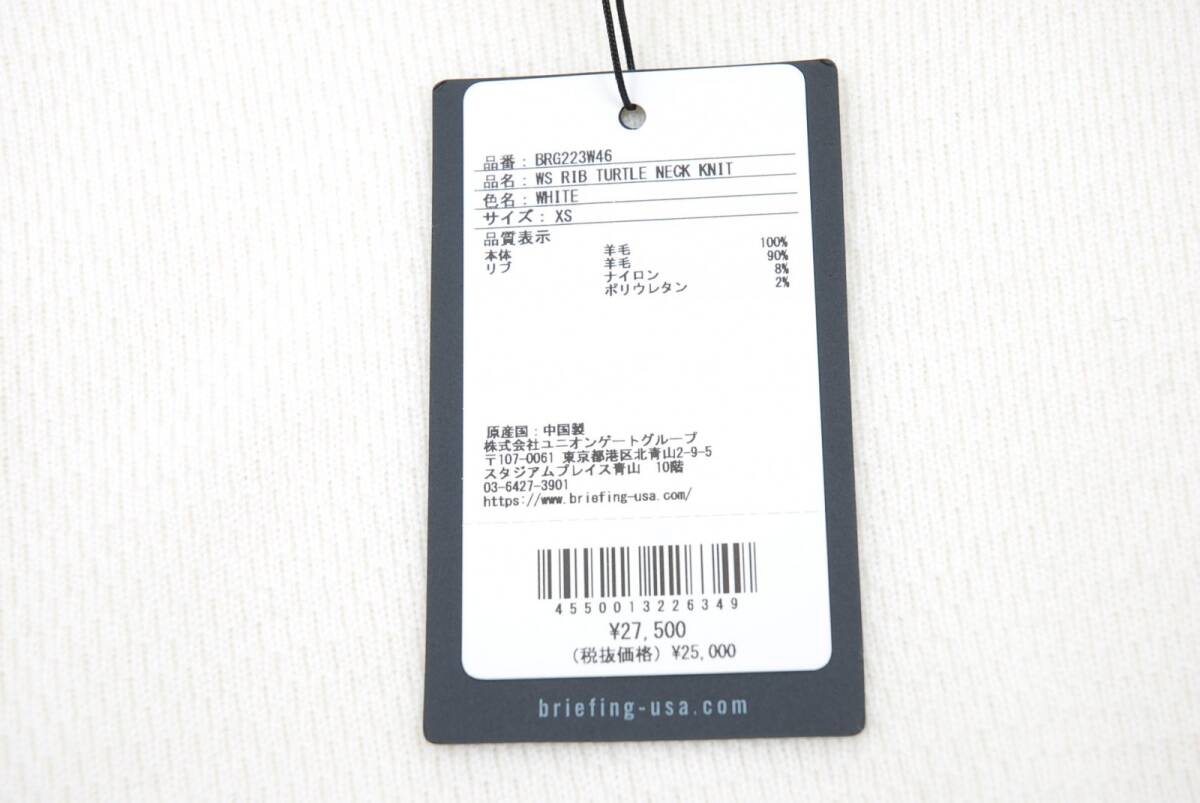 品番：BRG223W46
品名：WS RIB TURTLE NECK KNIT
色名：WHITE
サイズ：XS
品質表示
本体 羊毛 100%
リブ 羊毛 90%
ナイロン 8%
ポリウレタン 2%
原産国：中国製
株式会社ユニオンゲートグループ
〒107-0061 東京都港区北青山2-9-5
スタジアムプレイス青山 10階
03-6427-3901
https://www.briefing-usa.com/
4550013226349
¥27,500
(税抜価格) ¥25,000
briefing-usa.com